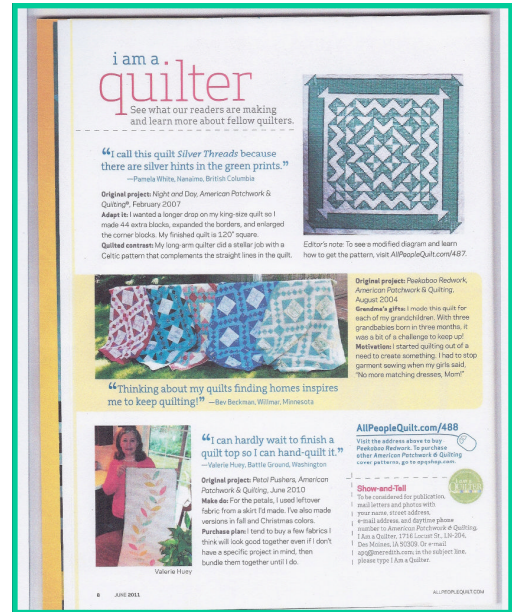 i am a
quilter
See what our readers are making
and learn more about fellow quilters.
“I call this quilt Silver Threads because
there are silver hints in the green prints.”
—Pamela White, Nanaimo, British Columbia
Original project: Night and Day, American Patchwork &
Quilting®, February 2007
Adapt it: I wanted a longer drop on my king-size quilt so I
made 44 extra blocks, expanded the borders, and enlarged
the corner blocks. My finished quilt is 120" square.
Quilted contrast: My long-arm quilter did a stellar job with a
Celtic pattern that complements the straight lines in the quilt.
Editor's note: To see a modified diagram and learn
how to get the pattern, visit AllPeopleQuilt.com/487.
Original project: Peekaboo Redwork,
American Patchwork & Quilting,
August 2004
Grandma's gifts: I made this quilt for
each of my grandchildren. With three
grandbabies born in three months, it
was a bit of a challenge to keep up!
Motivation: I started quilting out of a
need to create something. I had to stop
garment sewing when my girls said,
"No more matching dresses, Mom!"
“Thinking about my quilts finding homes inspires
me to keep quilting!” —Bev Beckman, Willmar, Minnesota
“I can hardly wait to finish a
quilt top so I can hand-quilt it.”
—Valerie Huey, Battle Ground, Washington
Original project: Petal Pushers, American
Patchwork & Quilting, June 2010
Make do: For the petals, I used leftover
fabric from a skirt I'd made. I've also made
versions in fall and Christmas colors.
Purchase plan: I tend to buy a few fabrics I
think will look good together even if I don't
have a specific project in mind, then
bundle them together until I do.
Valerie Huey
AllPeopleQuilt.com/488
Visit the address above to buy
Peekaboo Redwork. To purchase
other American Patchwork & Quilting
cover patterns, go to apqshop.com.
Show-and-Tell
To be considered for publication,
mail letters and photos with
your name, street address,
e-mail address, and daytime phone
number to American Patchwork & Quilting,
I Am a Quilter, 1716 Locust St., LN-204,
Des Moines, IA 50309. Or e-mail
apq@meredith.com; in the subject line,
please type I Am a Quilter.
8 JUNE 2011
ALLPEOPLEQUILT.COM